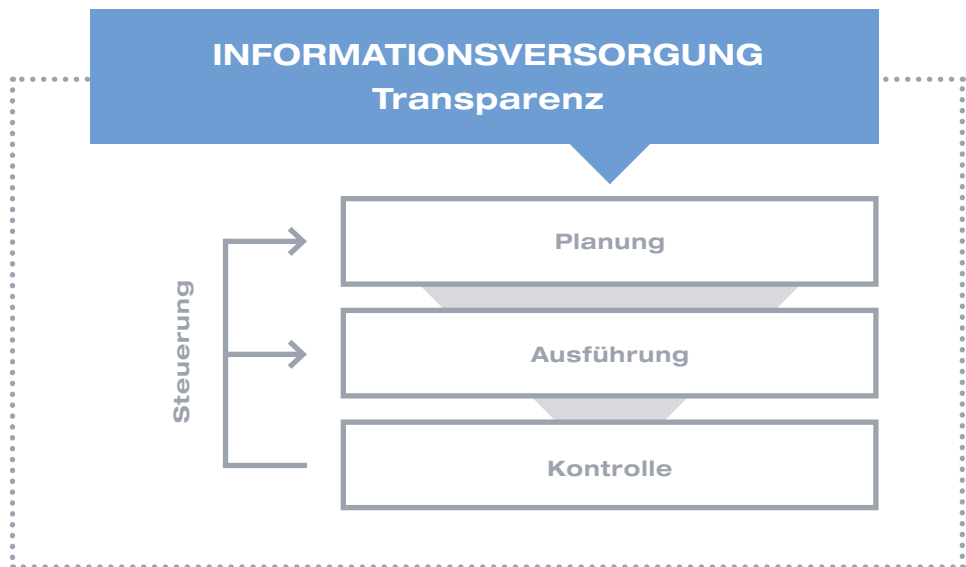 INFORMATIONSVERSORGUNG
Transparenz
Planung
Steuerung
Ausführung
Kontrolle